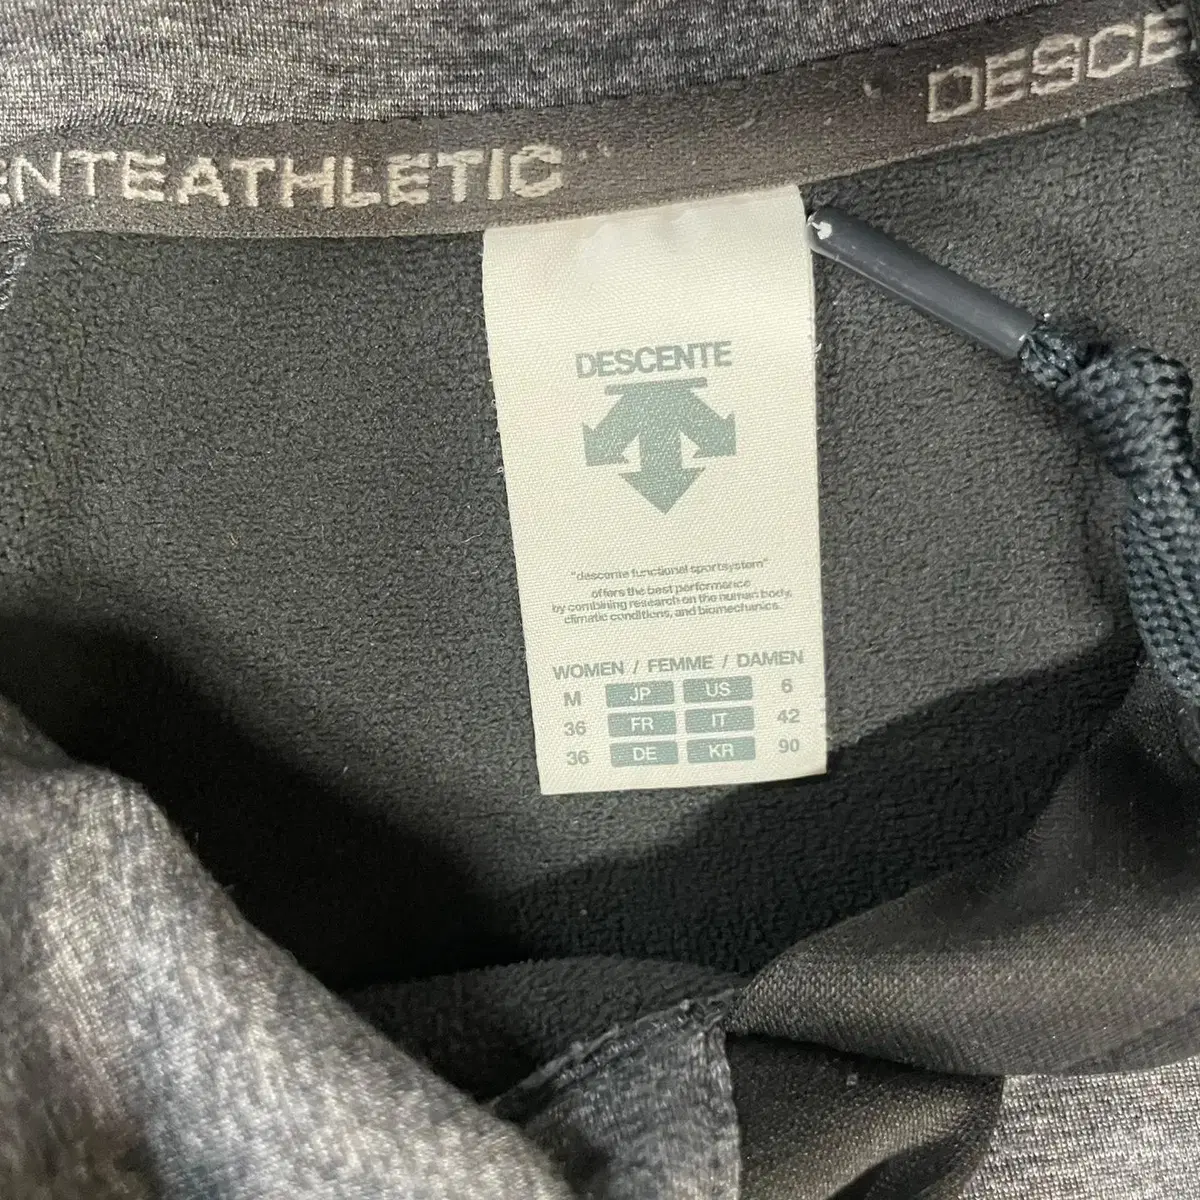 DESCE
ENTEATHLETIC
DESCENTE
"descente functional sportsystem"
offers the best performance
by combining research on the human body,
climatic conditions, and biomechanics.
WOMEN / FEMME / DAMEN
M JP US 6
36 FR IT 42
36 DE KR 90